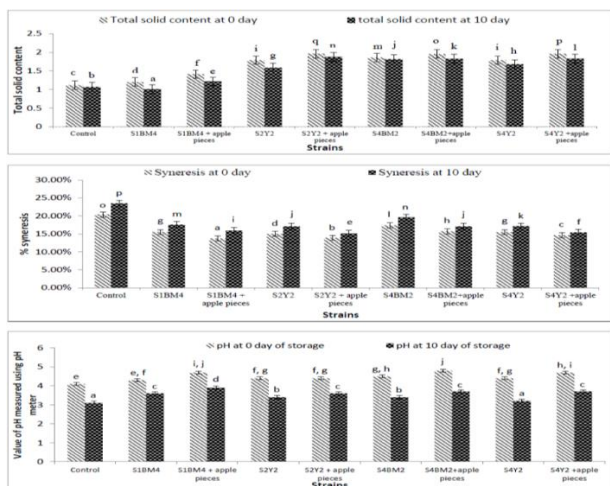 Total solid content at 0 day
total solid content at 10 day
Total solid content
2.5
2
1.5
1
0.5
0
c b d a f e i g q n m j o k i h p l
Control
S1BM4
S1BM4 + apple pieces
S2Y2
S2Y2 + apple pieces
S4BM2
S4BM2+apple pieces
S4Y2
S4Y2 +apple pieces
Strains
Syneresis at 0 day
Syneresis at 10 day
% syneresis
30.00%
25.00%
20.00%
15.00%
10.00%
5.00%
0.00%
o p g m a i d j b e l n h j g k c f
Control
S1BM4
S1BM4 + apple pieces
S2Y2
S2Y2 + apple pieces
S4BM2
S4BM2+apple pieces
S4Y2
S4Y2 +apple pieces
Strains
pH at 0 day of storage
pH at 10 day of storage
Value of pH measured using pH meter
6
5
4
3
2
1
0
e a e, f c i, j d f, g b f, g c g, h b j c f, g a h, i c
Control
S1BM4
S1BM4 + apple pieces
S2Y2
S2Y2 + apple pieces
S4BM2
S4BM2+apple pieces
S4Y2
S4Y2 + apple pieces
Strains